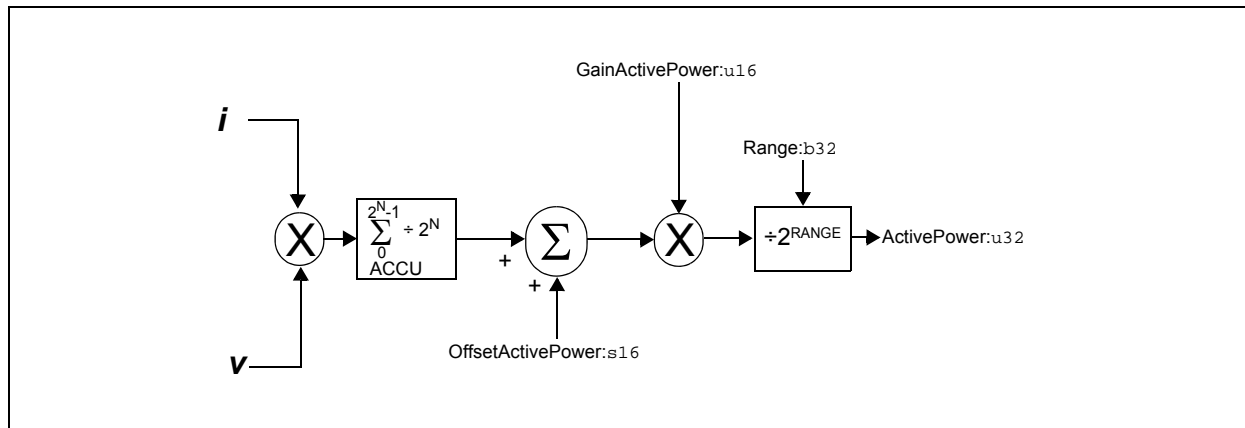 GainActivePower:u16
i
Range:b32
X
2^N-1
∑ ÷ 2^N
0
ACCU
+
Σ
+
X
÷2^RANGE
ActivePower:u32
OffsetActivePower:s16
v